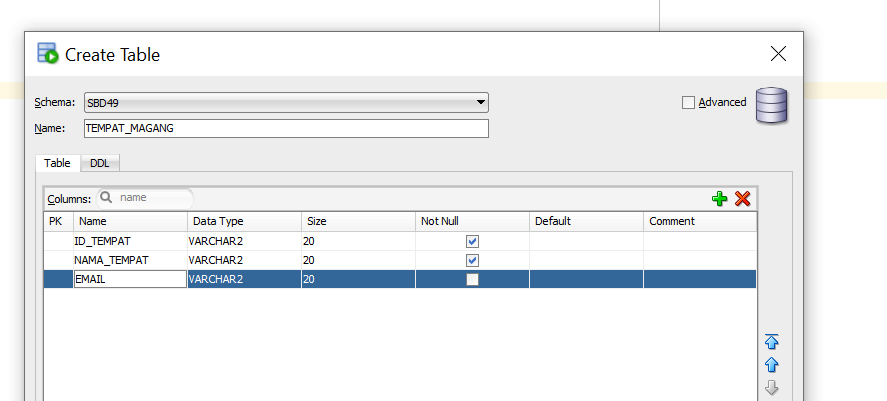 Create Table
Schema: SBD49 Advanced
Name: TEMPAT_MAGANG
Table DDL
Columns: name
PK Name Data Type Size Not Null Default Comment
ID_TEMPAT VARCHAR2 20
NAMA_TEMPAT VARCHAR2 20
EMAIL VARCHAR2 20